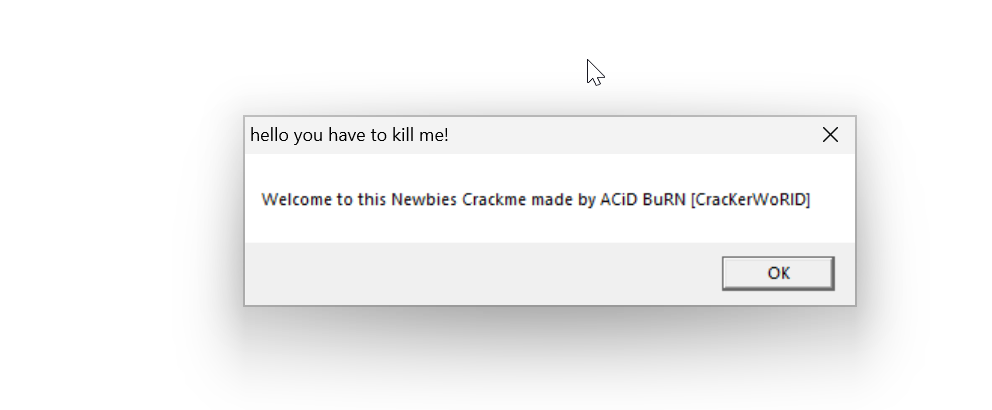 hello you have to kill me!
Welcome to this Newbies Crackme made by ACiD BuRN [CracKerWoRlD]
OK